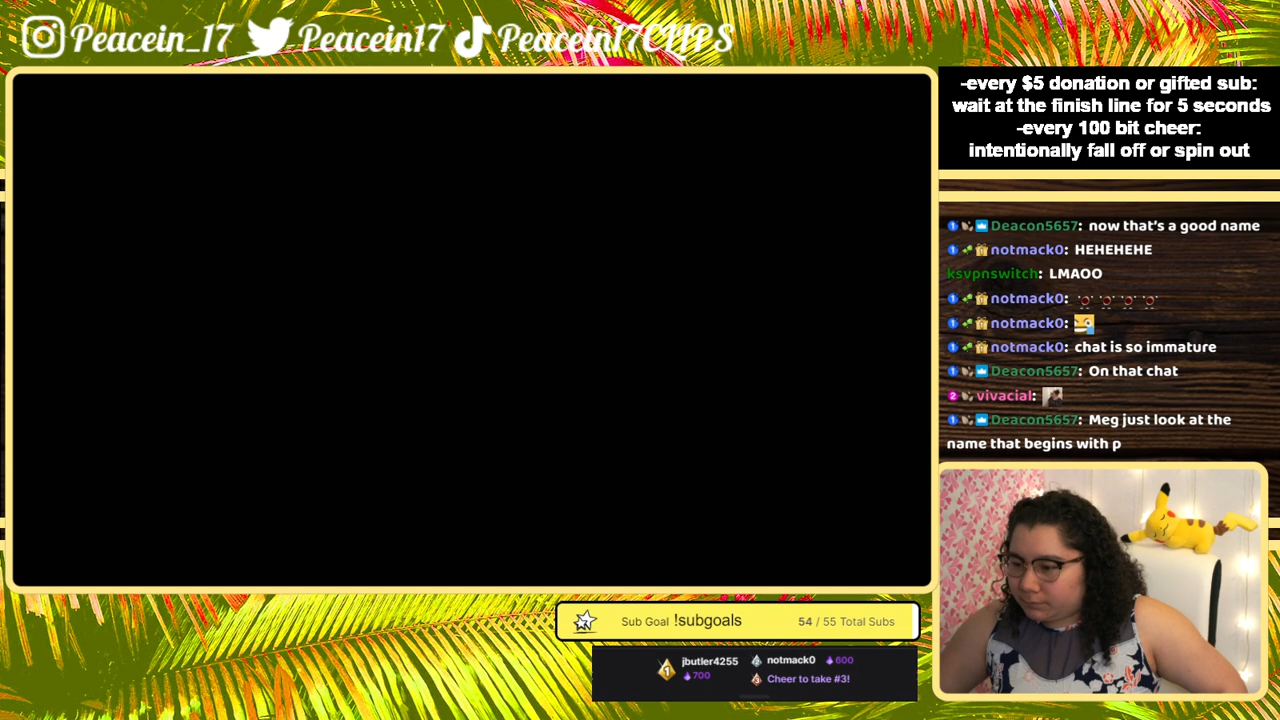 Peacein_17 Peacein17 Peacein17CLIPS
-every $5 donation or gifted sub:
wait at the finish line for 5 seconds
-every 100 bit cheer:
intentionally fall off or spin out
Deacon5657: now that's a good name
notmack0: HEHEHEHE
ksvpnswitch: LMAOO
notmack0:
notmack0:
notmack0: chat is so immature
Deacon5657: On that chat
vivacial:
Deacon5657: Meg just look at the
name that begins with p
Sub Goal !subgoals 54 / 55 Total Subs
1 jbutler4255 700
2 notmack0 600
3 Cheer to take #3!